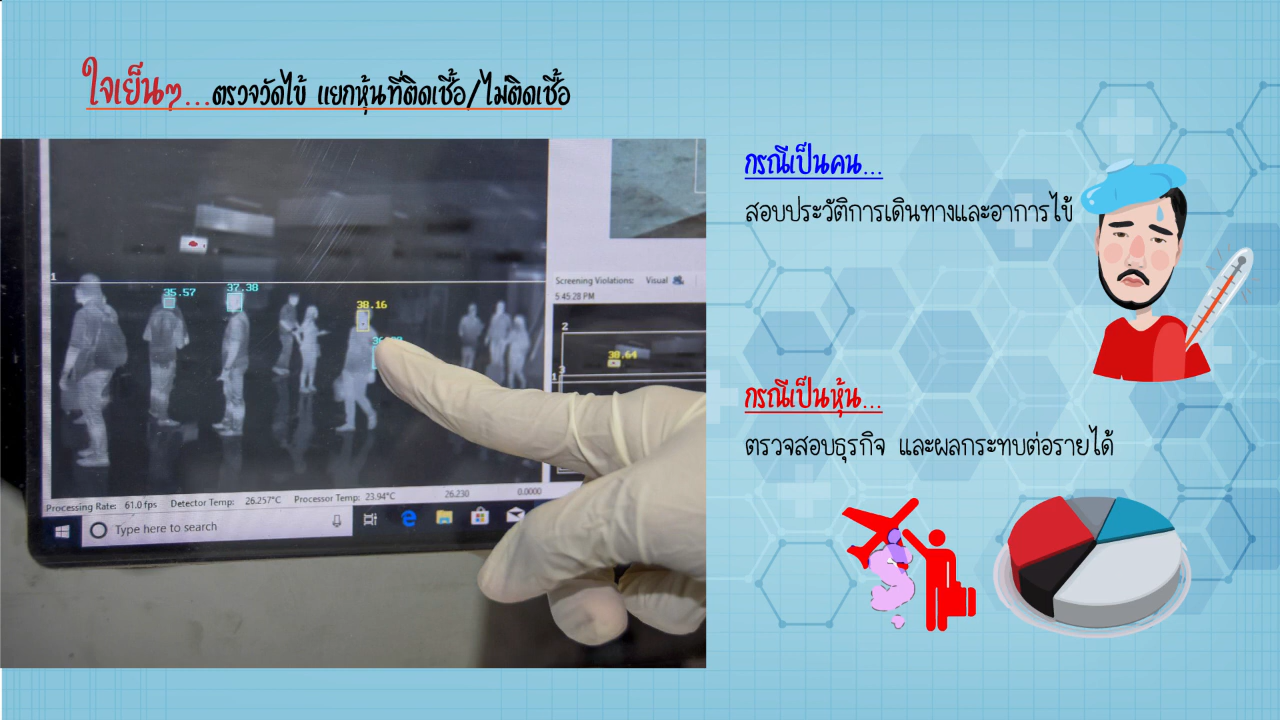 ใจเย็นๆ...ตรวจวัดไข้ แยกหุ้นที่ติดเชื้อ/ไม่ติดเชื้อ
กรณีเป็นคน...
สอบประวัติการเดินทางและอาการไข้
กรณีเป็นหุ้น...
ตรวจสอบธุรกิจ และผลกระทบต่อรายได้
1
35.57
37.38
38.16
Screening Violations: Visual
5:45:28 PM
2
38.64
1
Processing Rate: 61.0 fps Detector Temp: 26.257°C Processor Temp: 23.94°C 26.230 0.0000
Type here to search